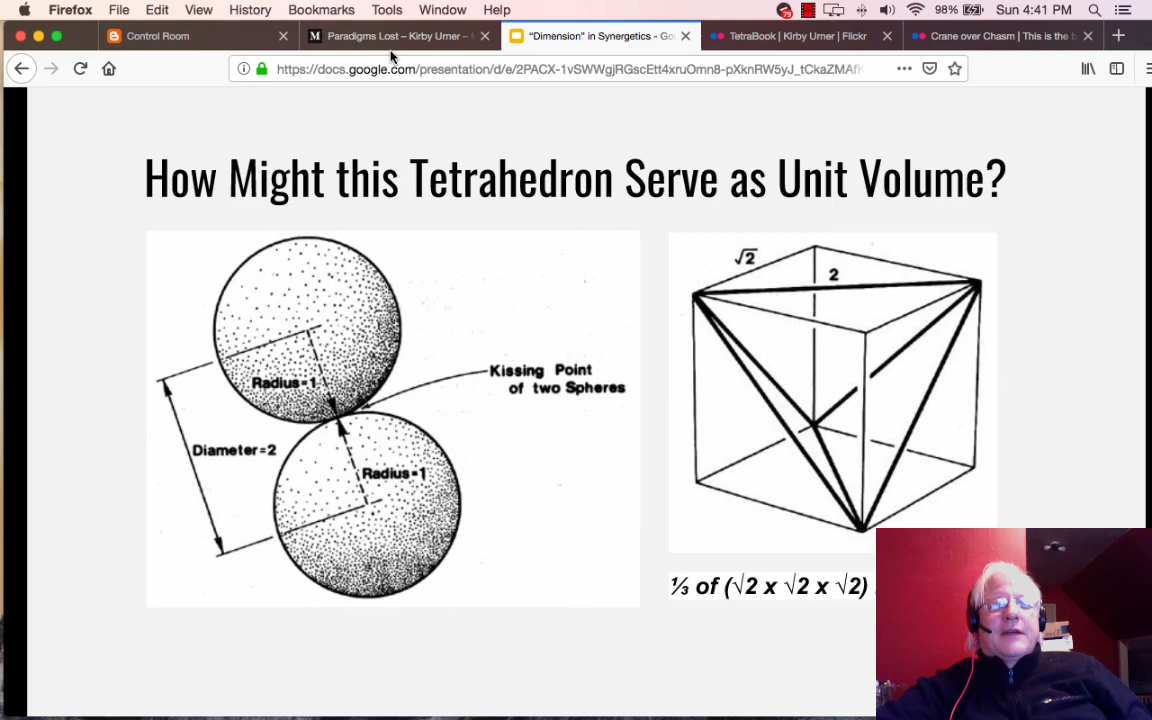 Firefox File Edit View History Bookmarks Tools Window Help 98% Sun 4:41 PM
Control Room Paradigms Lost – Kirby Urner – “Dimension” in Synergetics - Go TetraBook | Kirby Urner | Flickr Crane over Chasm | This is the b
https://docs.google.com/presentation/d/e/2PACX-1vSWWgjRGscEtt4xruOmn8-pXknRW5yJ_tCkaZMAf
How Might this Tetrahedron Serve as Unit Volume?
Radius=1
Kissing Point
of two Spheres
Diameter=2
Radius=1
√2
2
⅓ of (√2 x √2 x √2)